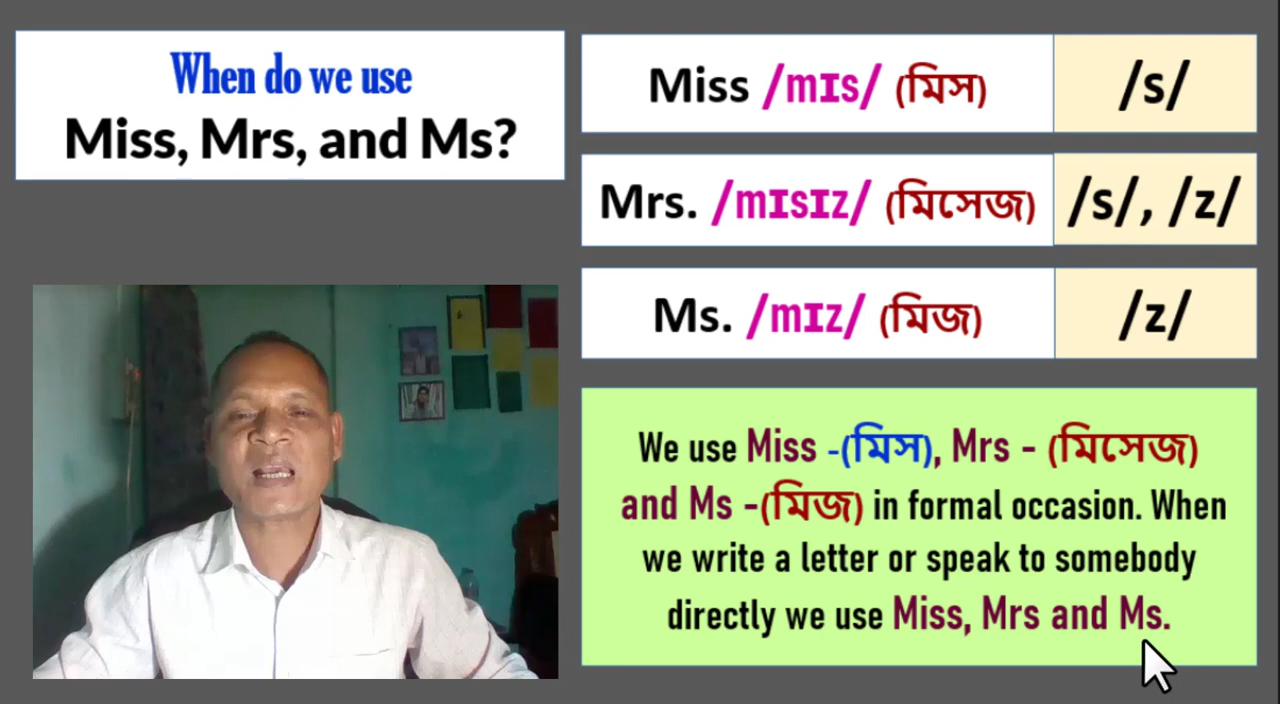 When do we use
Miss, Mrs, and Ms?
Miss /mɪs/ (মিস)
/s/
Mrs. /mɪsɪz/ (মিসেজ)
/s/, /z/
Ms. /mɪz/ (মিজ)
/z/
We use Miss -(মিস), Mrs - (মিসেজ)
and Ms -(মিজ) in formal occasion. When
we write a letter or speak to somebody
directly we use Miss, Mrs and Ms.